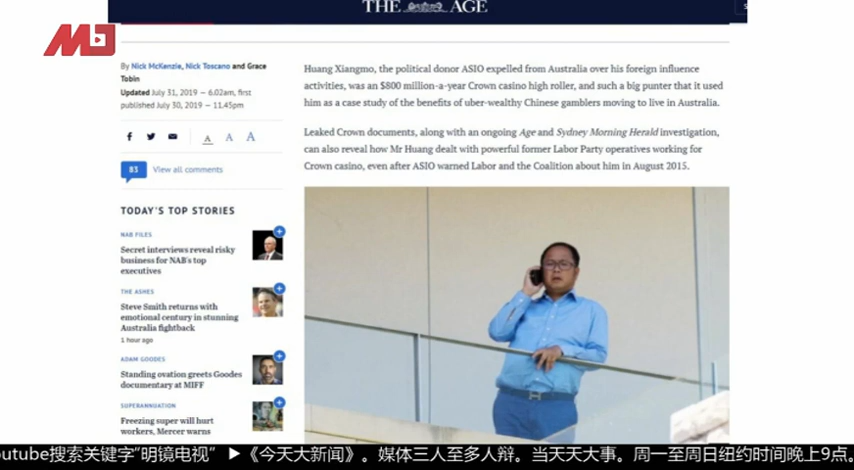 THE AGE
By Nick McKenzie, Nick Toscano and Grace
Tobin
Updated July 31, 2019 — 6.02am, first
published July 30, 2019 — 11.45pm
A A A
83 View all comments
TODAY'S TOP STORIES
NAB FILES
Secret interviews reveal risky
business for NAB's top
executives
THE ASHES
Steve Smith returns with
emotional century in stunning
Australia fightback
1 hour ago
ADAM GOODES
Standing ovation greets Goodes
documentary at MIFF
SUPERANNUATION
Freezing super will hurt
workers, Mercer warns
Huang Xiangmo, the political donor ASIO expelled from Australia over his foreign influence
activities, was an $800 million-a-year Crown casino high roller, and such a big punter that it used
him as a case study of the benefits of uber-wealthy Chinese gamblers moving to live in Australia.
Leaked Crown documents, along with an ongoing Age and Sydney Morning Herald investigation,
can also reveal how Mr Huang dealt with powerful former Labor Party operatives working for
Crown casino, even after ASIO warned Labor and the Coalition about him in August 2015.
outube搜索关键字"明镜电视" ▶《今天大新闻》。媒体三人至多人辩。当天天大事。周一至周日纽约时间晚上9点。